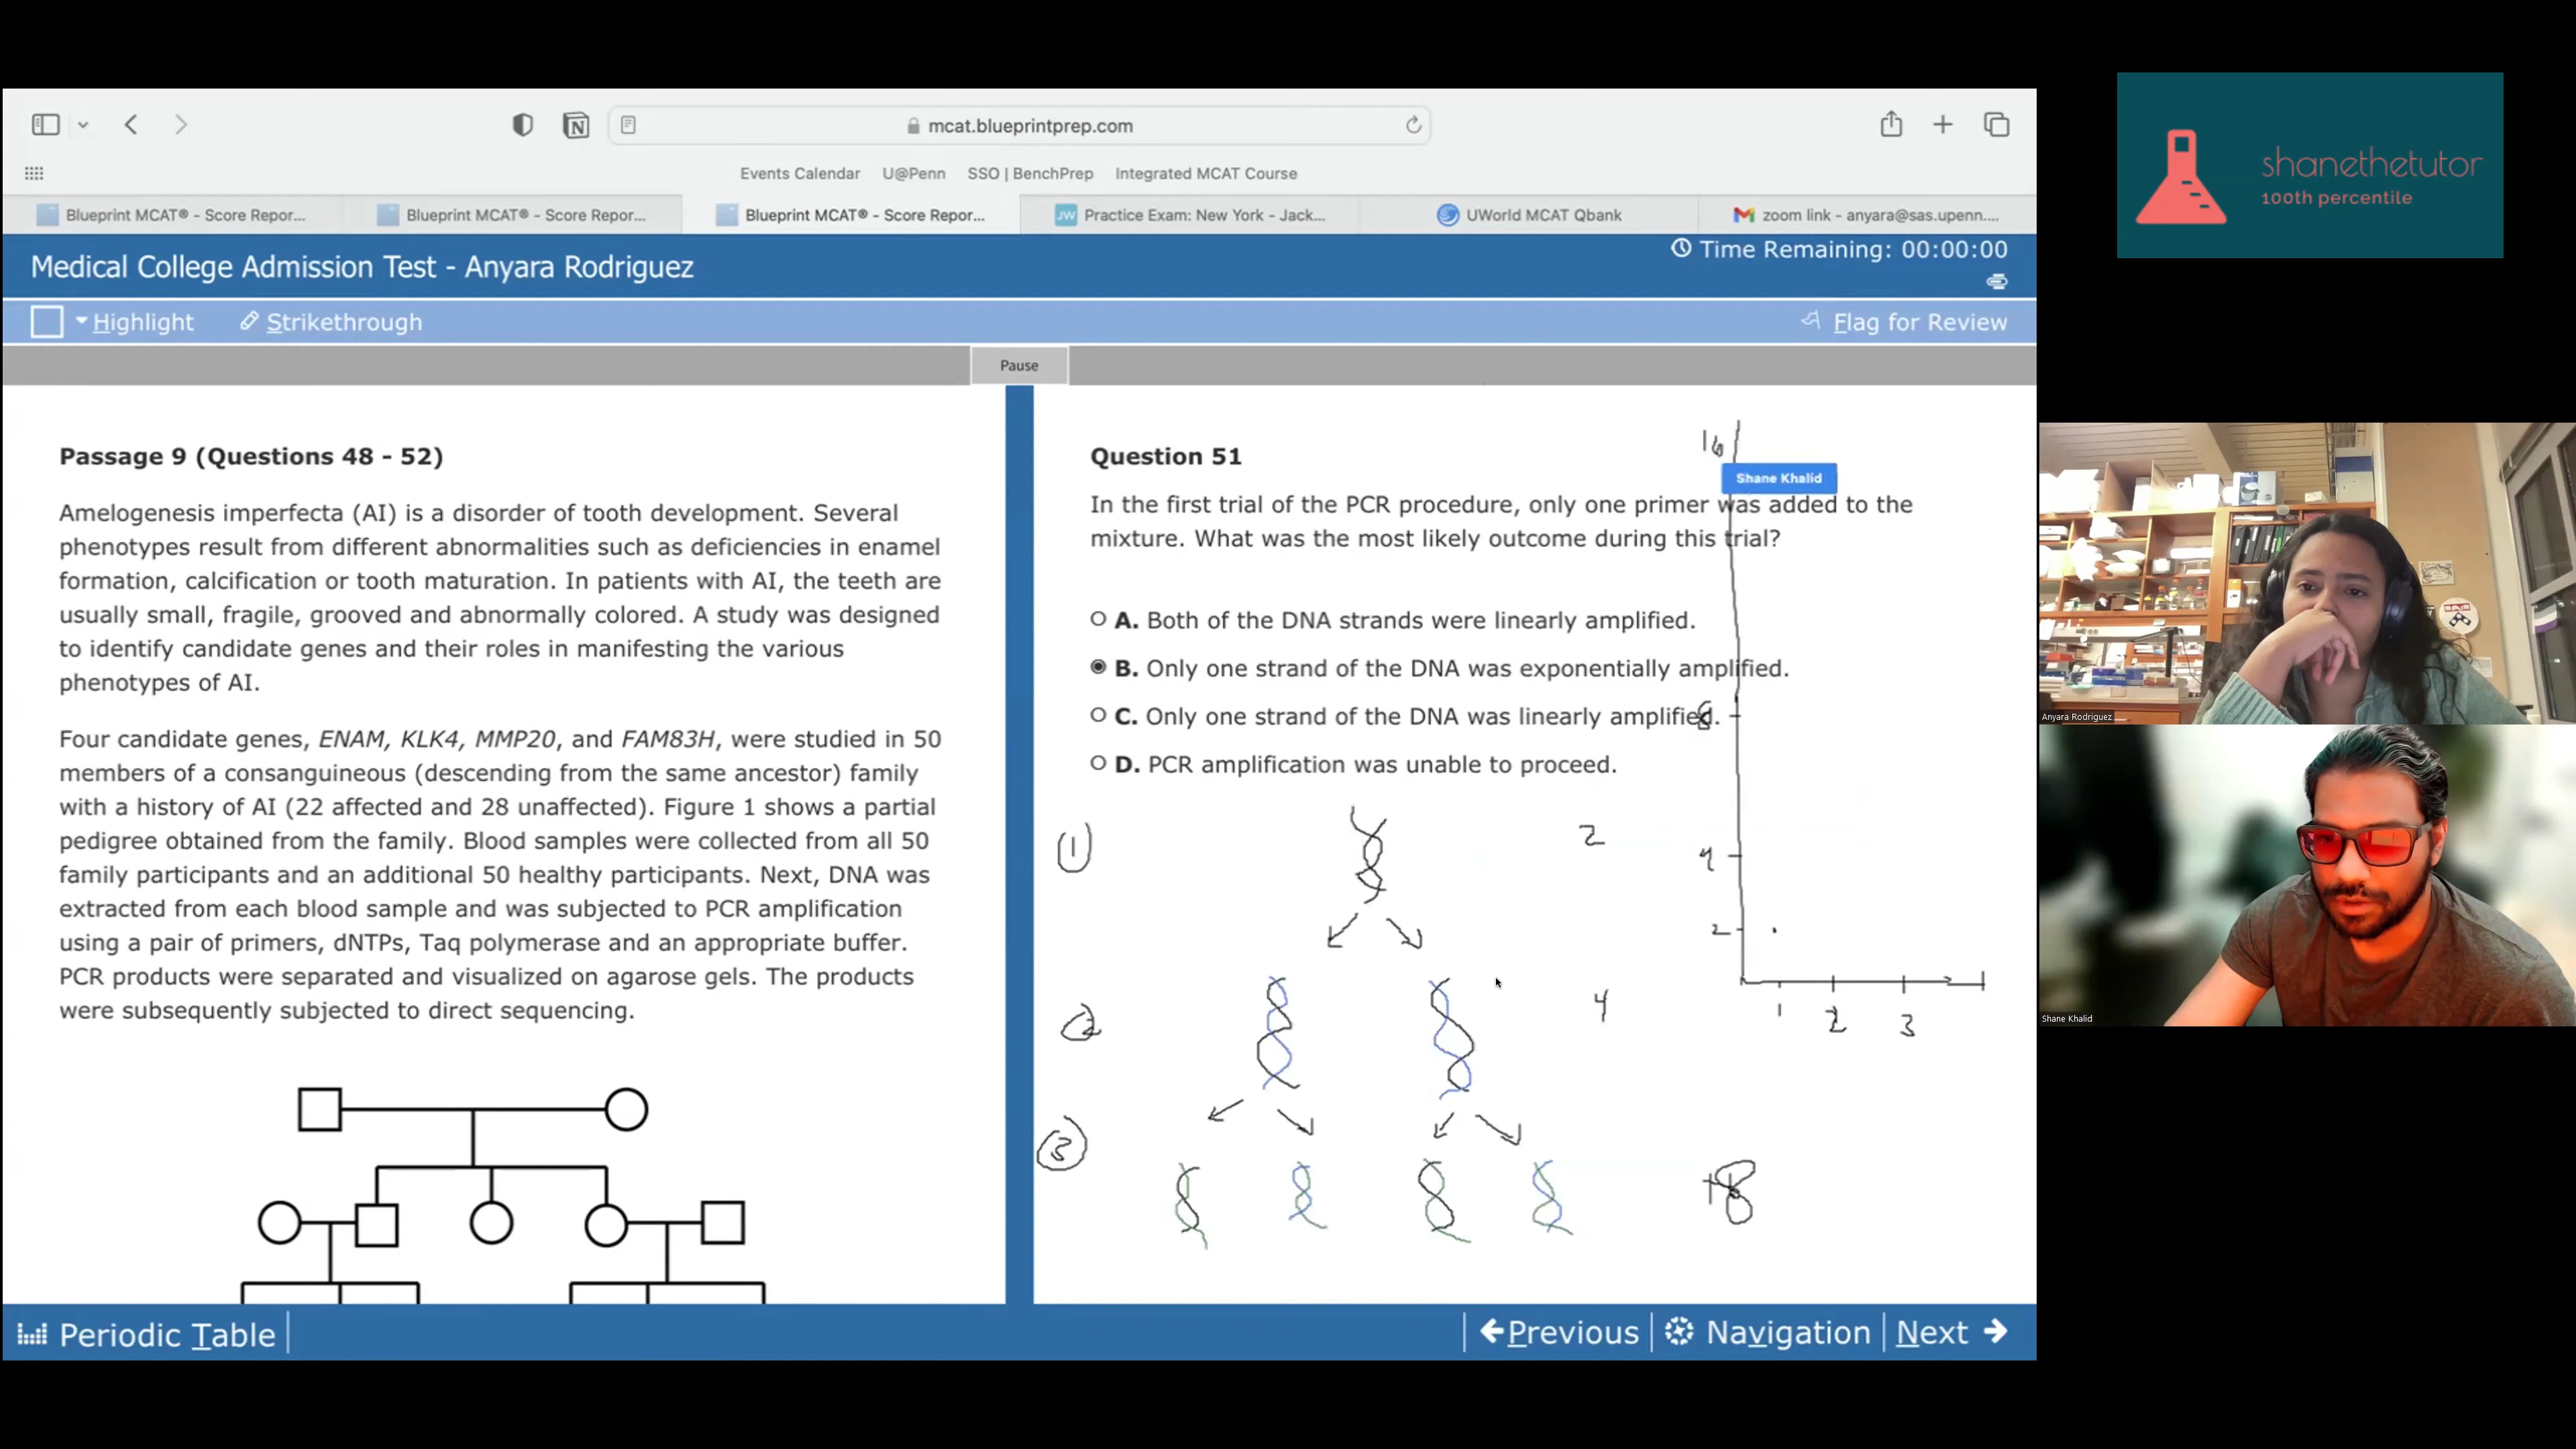 mcat.blueprintprep.com
Events Calendar U@Penn SSO | BenchPrep Integrated MCAT Course
Blueprint MCAT® - Score Repor... Blueprint MCAT® - Score Repor... Blueprint MCAT® - Score Repor... JW Practice Exam: New York - Jack... UWorld MCAT Qbank zoom link - anyara@sas.upenn....
Medical College Admission Test - Anyara Rodriguez
Time Remaining: 00:00:00
Highlight Strikethrough Flag for Review
Pause
Passage 9 (Questions 48 - 52)
Amelogenesis imperfecta (AI) is a disorder of tooth development. Several
phenotypes result from different abnormalities such as deficiencies in enamel
formation, calcification or tooth maturation. In patients with AI, the teeth are
usually small, fragile, grooved and abnormally colored. A study was designed
to identify candidate genes and their roles in manifesting the various
phenotypes of AI.
Four candidate genes, ENAM, KLK4, MMP20, and FAM83H, were studied in 50
members of a consanguineous (descending from the same ancestor) family
with a history of AI (22 affected and 28 unaffected). Figure 1 shows a partial
pedigree obtained from the family. Blood samples were collected from all 50
family participants and an additional 50 healthy participants. Next, DNA was
extracted from each blood sample and was subjected to PCR amplification
using a pair of primers, dNTPs, Taq polymerase and an appropriate buffer.
PCR products were separated and visualized on agarose gels. The products
were subsequently subjected to direct sequencing.
Question 51
In the first trial of the PCR procedure, only one primer was added to the
mixture. What was the most likely outcome during this trial?
A. Both of the DNA strands were linearly amplified.
B. Only one strand of the DNA was exponentially amplified.
C. Only one strand of the DNA was linearly amplified.
D. PCR amplification was unable to proceed.
16
Shane Khalid
8
4
2
1 2 3
1 2
2 4
3 8
Periodic Table
Previous Navigation Next
shanethetutor
100th percentile
Anyara Rodriguez
Shane Khalid